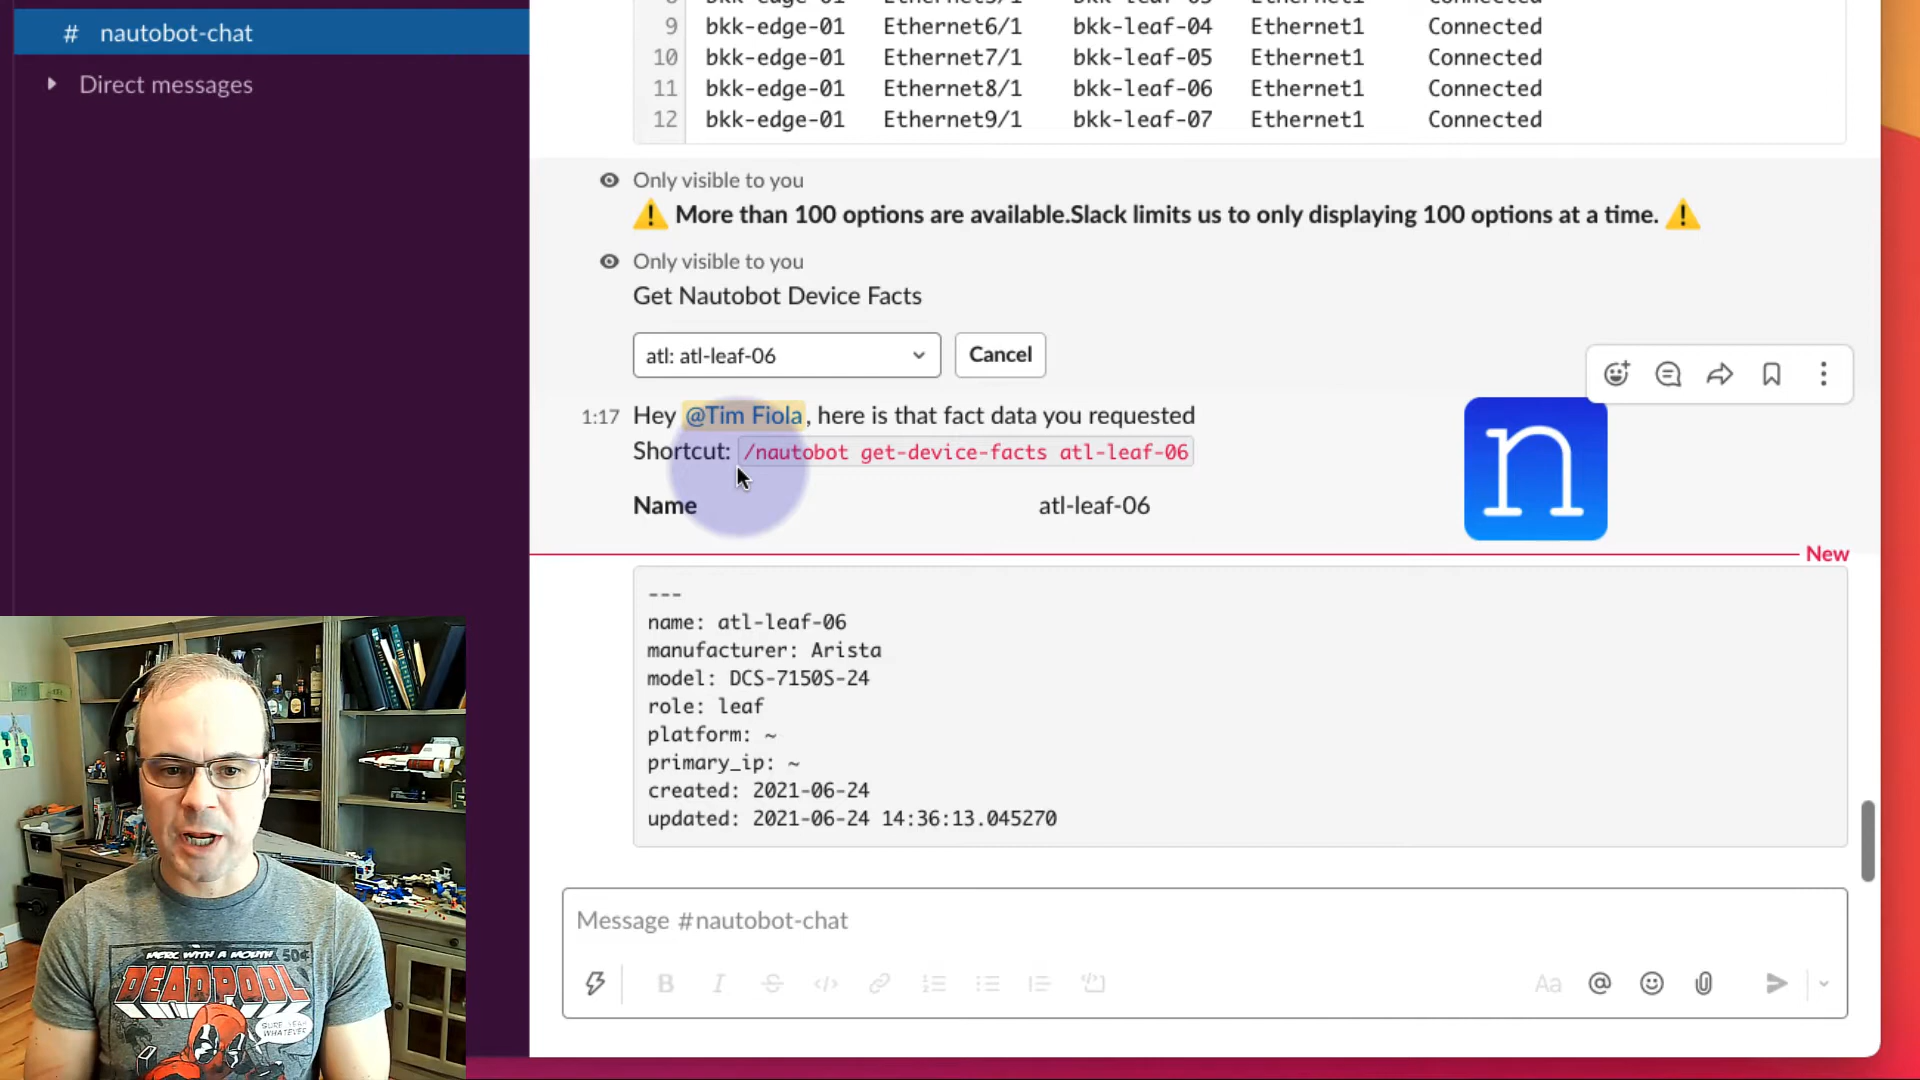 # nautobot-chat
Direct messages
9 bkk-edge-01 Ethernet6/1 bkk-leaf-04 Ethernet1 Connected
10 bkk-edge-01 Ethernet7/1 bkk-leaf-05 Ethernet1 Connected
11 bkk-edge-01 Ethernet8/1 bkk-leaf-06 Ethernet1 Connected
12 bkk-edge-01 Ethernet9/1 bkk-leaf-07 Ethernet1 Connected
Only visible to you
More than 100 options are available.Slack limits us to only displaying 100 options at a time.
Only visible to you
Get Nautobot Device Facts
atl: atl-leaf-06 Cancel
1:17 Hey @Tim Fiola, here is that fact data you requested
Shortcut: /nautobot get-device-facts atl-leaf-06
Name atl-leaf-06
n
New
---
name: atl-leaf-06
manufacturer: Arista
model: DCS-7150S-24
role: leaf
platform: ~
primary_ip: ~
created: 2021-06-24
updated: 2021-06-24 14:36:13.045270
Message #nautobot-chat
B I S Aa @
MERC WITH A MOUTH 50¢
DEADPOOL
SURE. YEAH
WHATEVER